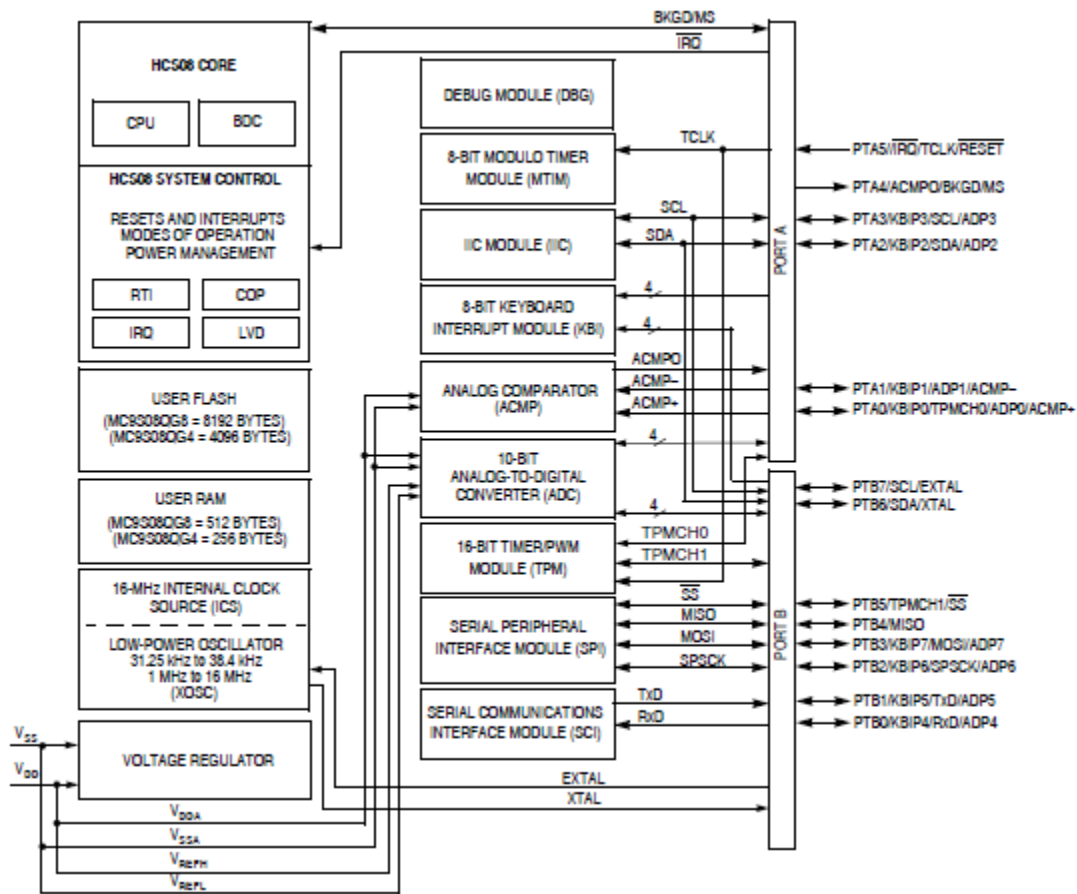 BKGD/MS
IRQ
HCS08 CORE
CPU
BDC
HCS08 SYSTEM CONTROL
RESETS AND INTERRUPTS
MODES OF OPERATION
POWER MANAGEMENT
RTI
COP
IRQ
LVD
USER FLASH
(MC9S08QG8 = 8192 BYTES)
(MC9S08QG4 = 4096 BYTES)
USER RAM
(MC9S08QG8 = 512 BYTES)
(MC9S08QG4 = 256 BYTES)
16-MHz INTERNAL CLOCK
SOURCE (ICS)
LOW-POWER OSCILLATOR
31.25 kHz to 38.4 kHz
1 MHz to 16 MHz
(XOSC)
VSS
VDD
VOLTAGE REGULATOR
VDDA
VSSA
VREFH
VREFL
DEBUG MODULE (DBG)
8-BIT MODULO TIMER
MODULE (MTIM)
TCLK
IIC MODULE (IIC)
SCL
SDA
8-BIT KEYBOARD
INTERRUPT MODULE (KBI)
4
4
ANALOG COMPARATOR
(ACMP)
ACMPO
ACMP–
ACMP+
10-BIT
ANALOG-TO-DIGITAL
CONVERTER (ADC)
4
4
16-BIT TIMER/PWM
MODULE (TPM)
TPMCH0
TPMCH1
SERIAL PERIPHERAL
INTERFACE MODULE (SPI)
SS
MISO
MOSI
SPSCK
SERIAL COMMUNICATIONS
INTERFACE MODULE (SCI)
TxD
RxD
EXTAL
XTAL
PORT A
PTA5/IRQ/TCLK/RESET
PTA4/ACMPO/BKGD/MS
PTA3/KBIP3/SCL/ADP3
PTA2/KBIP2/SDA/ADP2
PTA1/KBIP1/ADP1/ACMP–
PTA0/KBIP0/TPMCH0/ADP0/ACMP+
PORT B
PTB7/SCL/EXTAL
PTB6/SDA/XTAL
PTB5/TPMCH1/SS
PTB4/MISO
PTB3/KBIP7/MOSI/ADP7
PTB2/KBIP6/SPSCK/ADP6
PTB1/KBIP5/TxD/ADP5
PTB0/KBIP4/RxD/ADP4